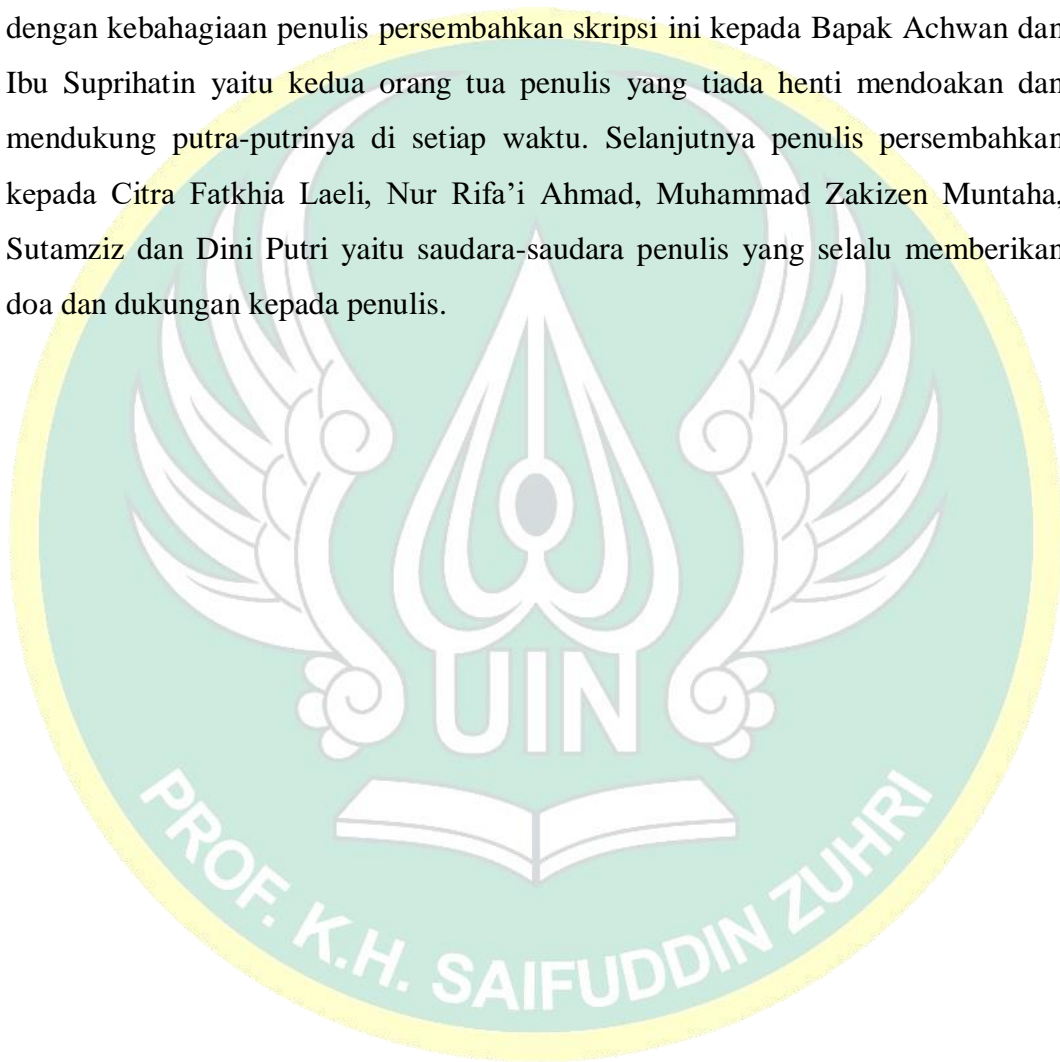 dengan kebahagiaan penulis persembahkan skripsi ini kepada Bapak Achwan dan
Ibu Suprihatin yaitu kedua orang tua penulis yang tiada henti mendoakan dan
mendukung putra-putrinya di setiap waktu. Selanjutnya penulis persembahkan
kepada Citra Fatkhia Laeli, Nur Rifa’i Ahmad, Muhammad Zakizen Muntaha,
Sutamziz dan Dini Putri yaitu saudara-saudara penulis yang selalu memberikan
doa dan dukungan kepada penulis.
UIN
PROF. K.H. SAIFUDDIN ZUHRI